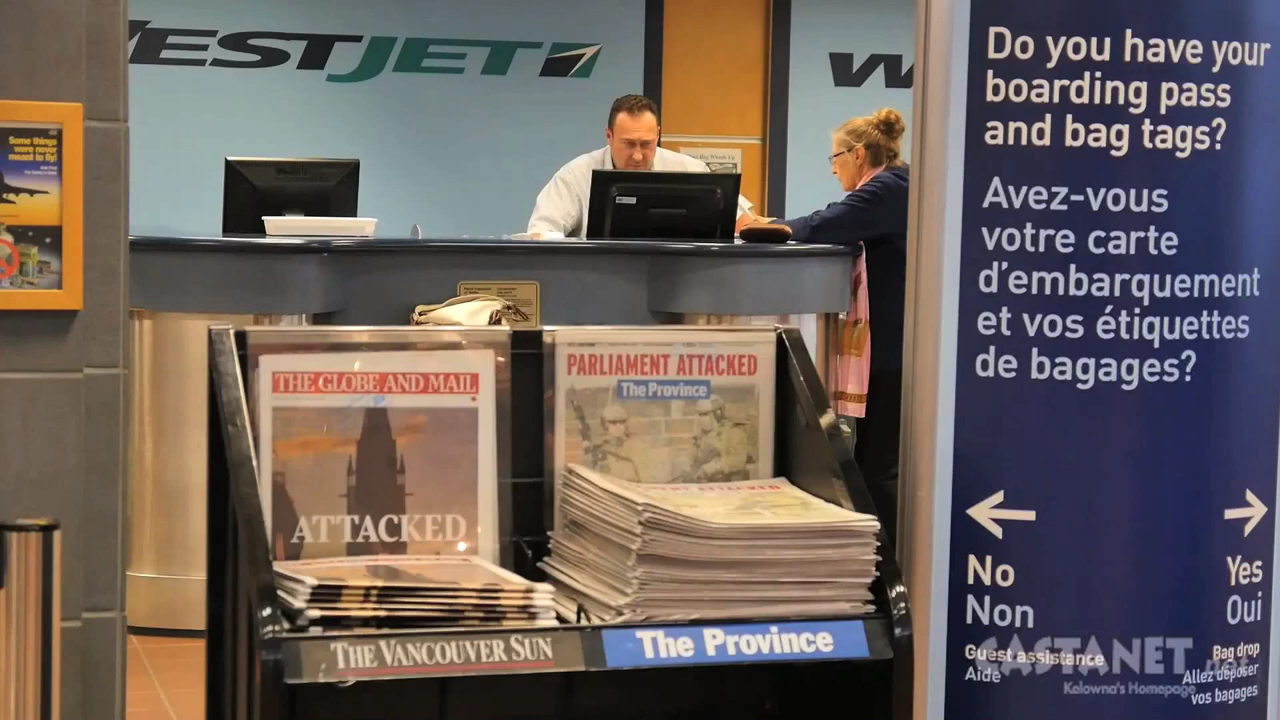 WESTJET
W
Some things
were never
meant to fly!
THE GLOBE AND MAIL
ATTACKED
PARLIAMENT ATTACKED
The Province
THE VANCOUVER SUN
The Province
Do you have your
boarding pass
and bag tags?
Avez-vous
votre carte
d'embarquement
et vos étiquettes
de bagages?
No
Non
Guest assistance
Aide
Yes
Oui
Bag drop
Allez déposer
vos bagages
CASTANET.net
Kelowna's Homepage